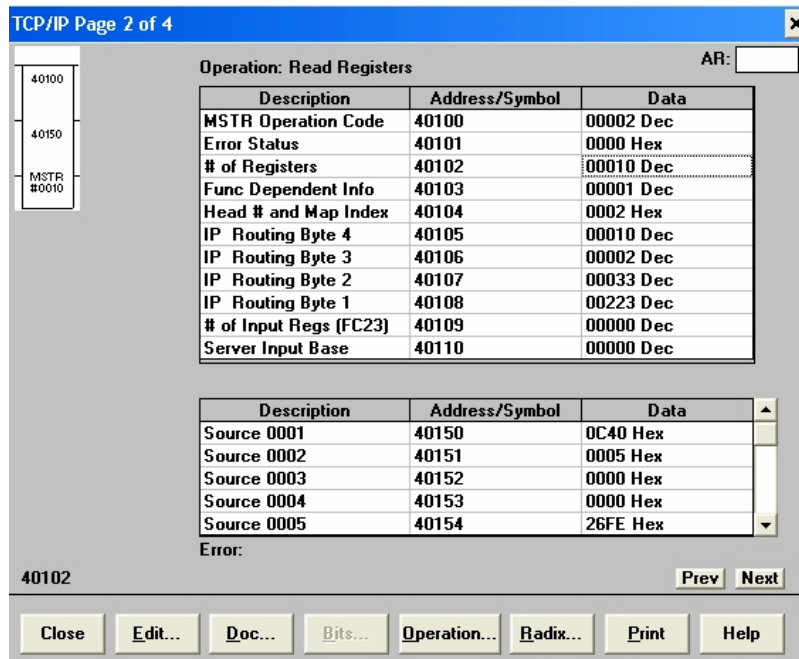 TCP/IP Page 2 of 4
40100
40150
MSTR
#0010
Operation: Read Registers
AR:
Description Address/Symbol Data
MSTR Operation Code 40100 00002 Dec
Error Status 40101 0000 Hex
# of Registers 40102 00010 Dec
Func Dependent Info 40103 00001 Dec
Head # and Map Index 40104 0002 Hex
IP Routing Byte 4 40105 00010 Dec
IP Routing Byte 3 40106 00002 Dec
IP Routing Byte 2 40107 00033 Dec
IP Routing Byte 1 40108 00223 Dec
# of Input Regs (FC23) 40109 00000 Dec
Server Input Base 40110 00000 Dec
Description Address/Symbol Data
Source 0001 40150 0C40 Hex
Source 0002 40151 0005 Hex
Source 0003 40152 0000 Hex
Source 0004 40153 0000 Hex
Source 0005 40154 26FE Hex
Error:
40102
Prev Next
Close Edit... Doc... Bits... Operation... Radix... Print Help